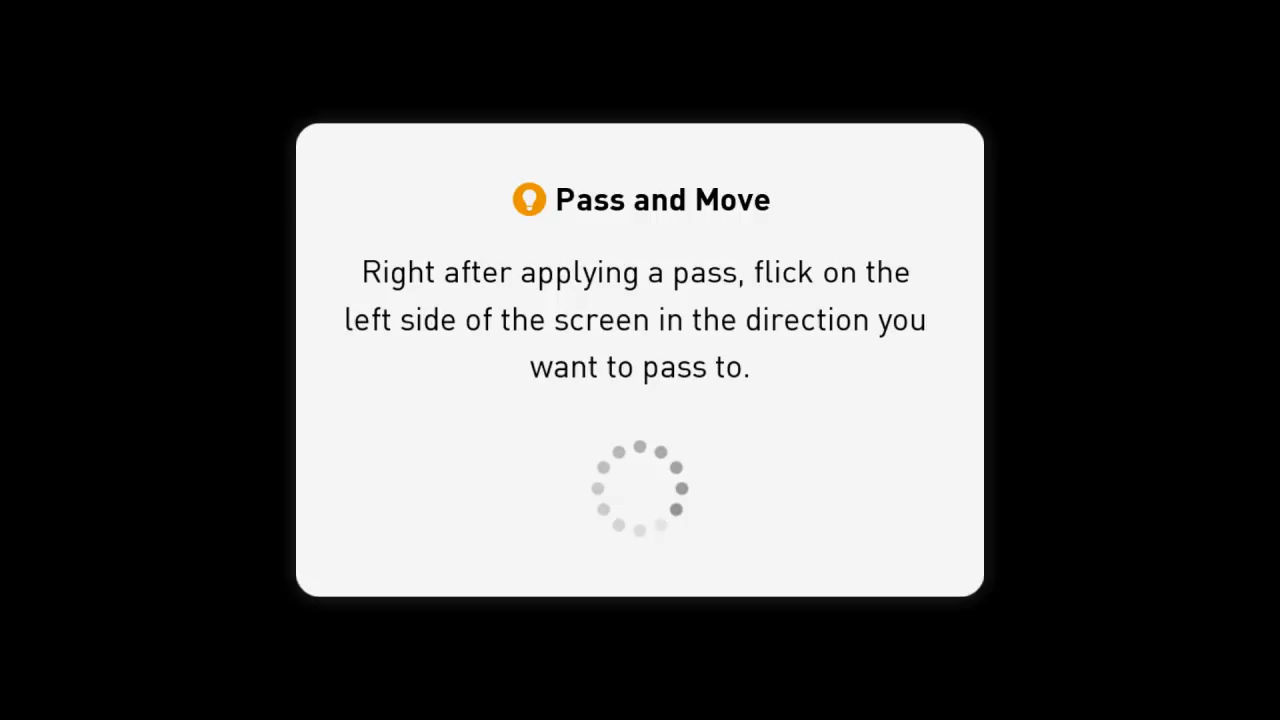 Pass and Move
Right after applying a pass, flick on the
left side of the screen in the direction you
want to pass to.